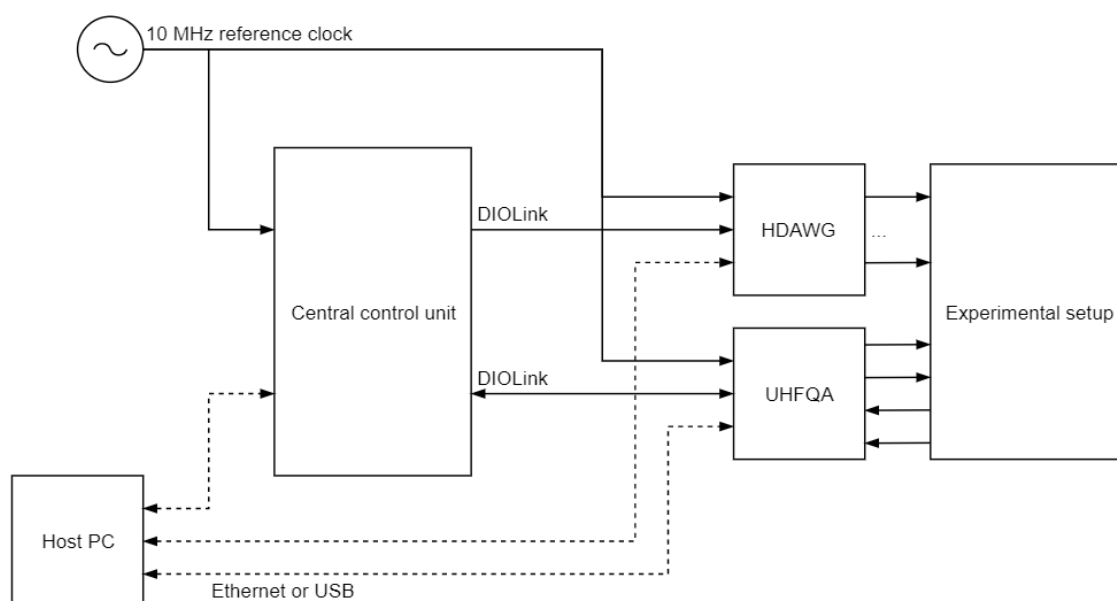 10 MHz reference clock
DIOLink
HDAWG
...
Central control unit
Experimental setup
DIOLink
UHFQA
Host PC
Ethernet or USB